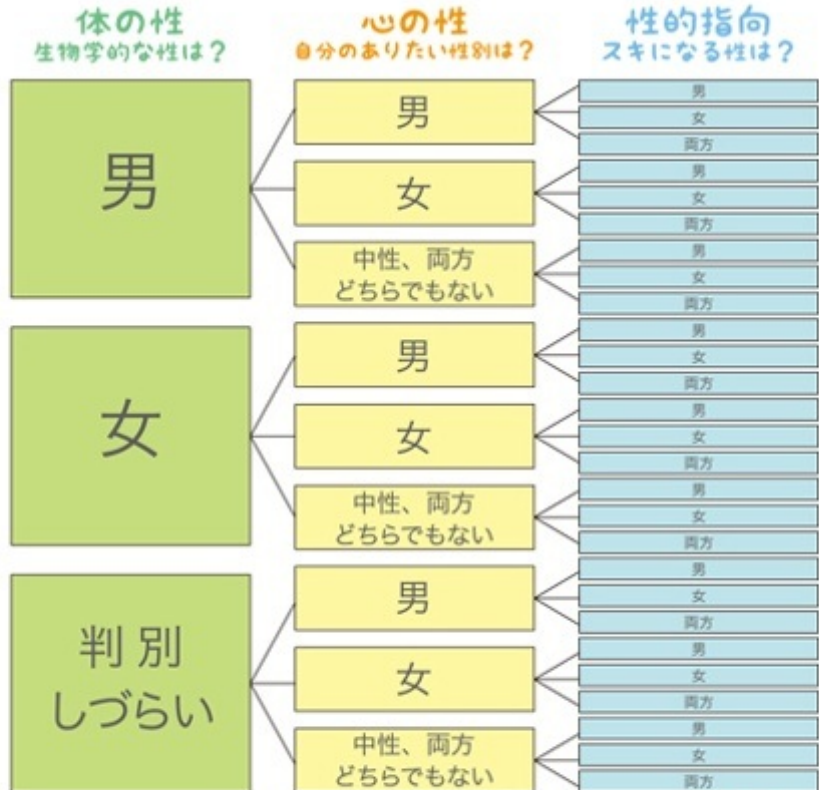 体の性
生物学的な性は？
心の性
自分のありたい性別は？
性的指向
スキになる性は？
男
男
男
女
両方
女
男
女
両方
中性、両方
どちらでもない
男
女
両方
女
男
男
女
両方
女
男
女
両方
中性、両方
どちらでもない
男
女
両方
判別
しづらい
男
男
女
両方
女
男
女
両方
中性、両方
どちらでもない
男
女
両方